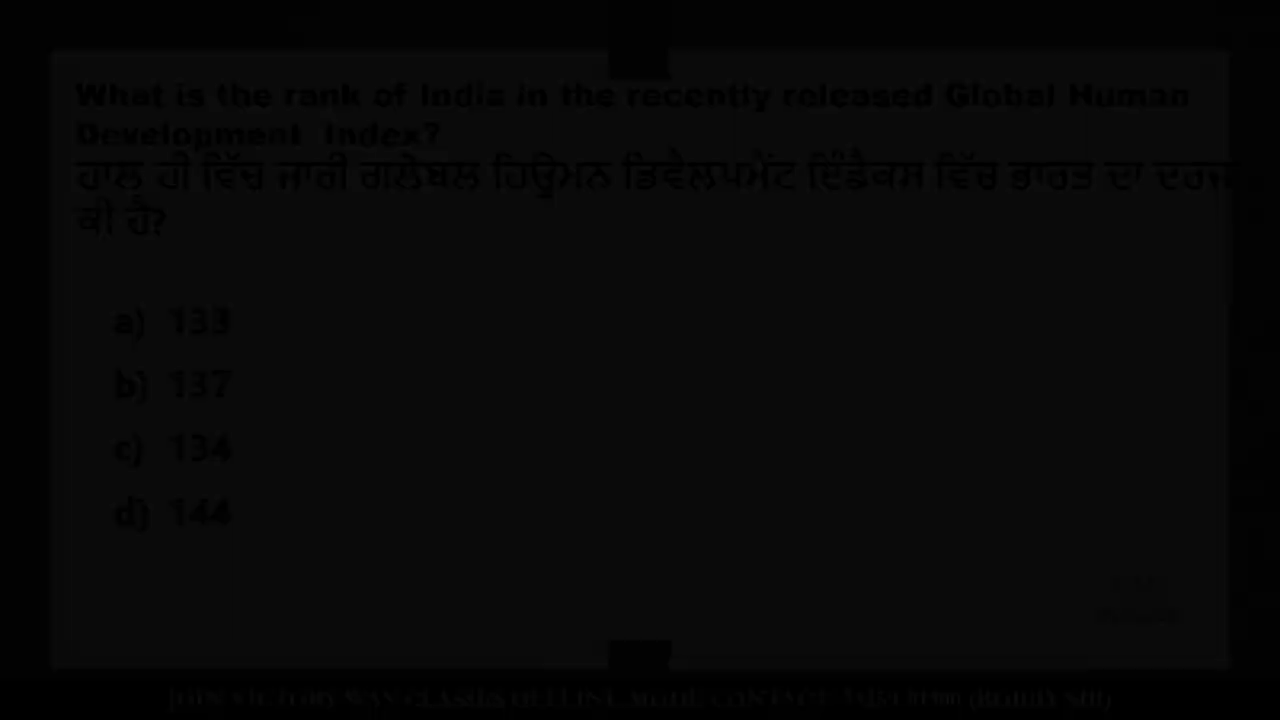 What is the rank of India in the recently released Global Human
Development Index?
ਹਾਲ ਹੀ ਵਿੱਚ ਜਾਰੀ ਗਲੋਬਲ ਹਿਊਮਨ ਡਿਵੈਲਪਮੈਂਟ ਇੰਡੈਕਸ ਵਿੱਚ ਭਾਰਤ ਦਾ ਦਰਜਾ
ਕੀ ਹੈ?
a) 133
b) 137
c) 134
d) 144